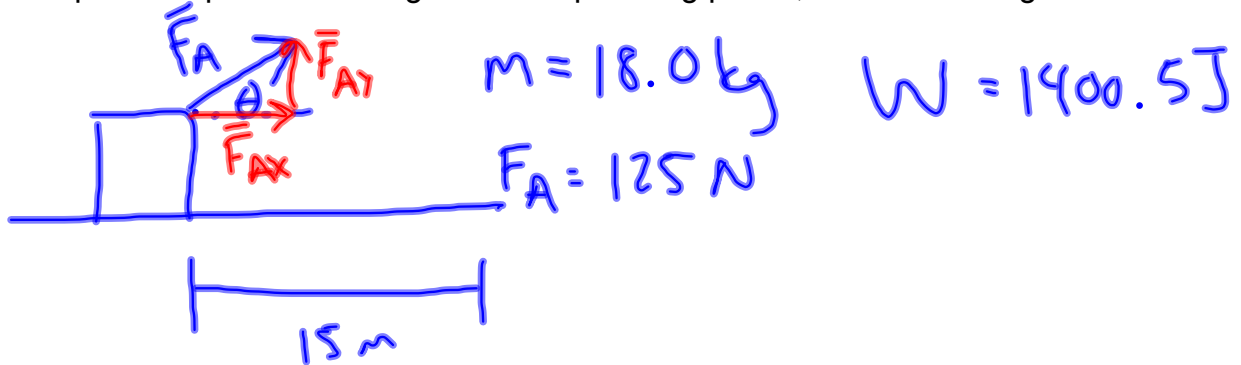 F̅A
θ
F̅AY
F̅AX
m = 18.0 kg
W = 1400.5 J
FA = 125 N
15 m